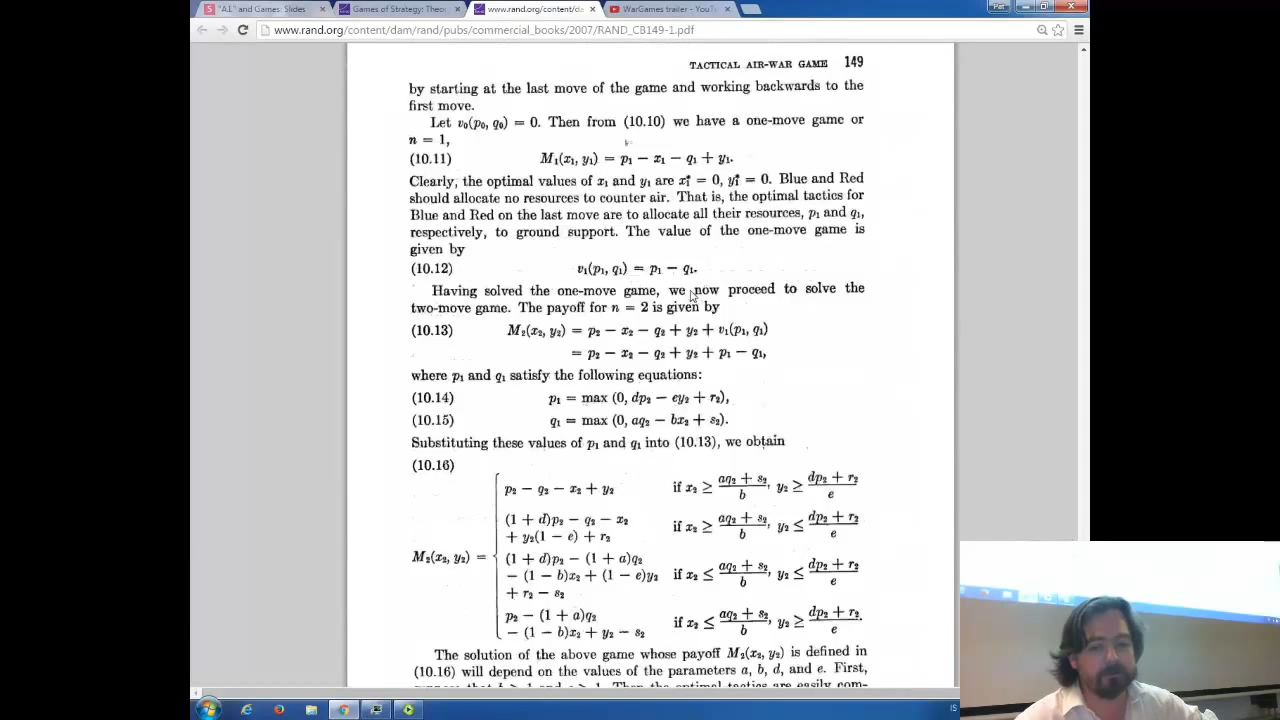 "A.I." and Games: Slides
Games of Strategy: Theor
www.rand.org/content/da
WarGames trailer - YouTu
Pat
www.rand.org/content/dam/rand/pubs/commercial_books/2007/RAND_CB149-1.pdf
TACTICAL AIR-WAR GAME 149
by starting at the last move of the game and working backwards to the
first move.
Let v₀(p₀, q₀) = 0. Then from (10.10) we have a one-move game or
n = 1,
(10.11) M₁(x₁, y₁) = p₁ − x₁ − q₁ + y₁.
Clearly, the optimal values of x₁ and y₁ are x₁* = 0, y₁* = 0. Blue and Red
should allocate no resources to counter air. That is, the optimal tactics for
Blue and Red on the last move are to allocate all their resources, p₁ and q₁,
respectively, to ground support. The value of the one-move game is
given by
(10.12) v₁(p₁, q₁) = p₁ − q₁.
Having solved the one-move game, we now proceed to solve the
two-move game. The payoff for n = 2 is given by
(10.13) M₂(x₂, y₂) = p₂ − x₂ − q₂ + y₂ + v₁(p₁, q₁)
= p₂ − x₂ − q₂ + y₂ + p₁ − q₁,
where p₁ and q₁ satisfy the following equations:
(10.14) p₁ = max (0, dp₂ − ey₂ + r₂),
(10.15) q₁ = max (0, aq₂ − bx₂ + s₂).
Substituting these values of p₁ and q₁ into (10.13), we obtain
(10.16)
M₂(x₂, y₂) =
p₂ − q₂ − x₂ + y₂ if x₂ ≥ (aq₂ + s₂)/b, y₂ ≥ (dp₂ + r₂)/e
(1 + d)p₂ − q₂ − x₂
+ y₂(1 − e) + r₂ if x₂ ≥ (aq₂ + s₂)/b, y₂ ≤ (dp₂ + r₂)/e
(1 + d)p₂ − (1 + a)q₂
− (1 − b)x₂ + (1 − e)y₂ if x₂ ≤ (aq₂ + s₂)/b, y₂ ≤ (dp₂ + r₂)/e
+ r₂ − s₂
p₂ − (1 + a)q₂
− (1 − b)x₂ + y₂ − s₂ if x₂ ≤ (aq₂ + s₂)/b, y₂ ≥ (dp₂ + r₂)/e.
The solution of the above game whose payoff M₂(x₂, y₂) is defined in
(10.16) will depend on the values of the parameters a, b, d, and e. First,
IS